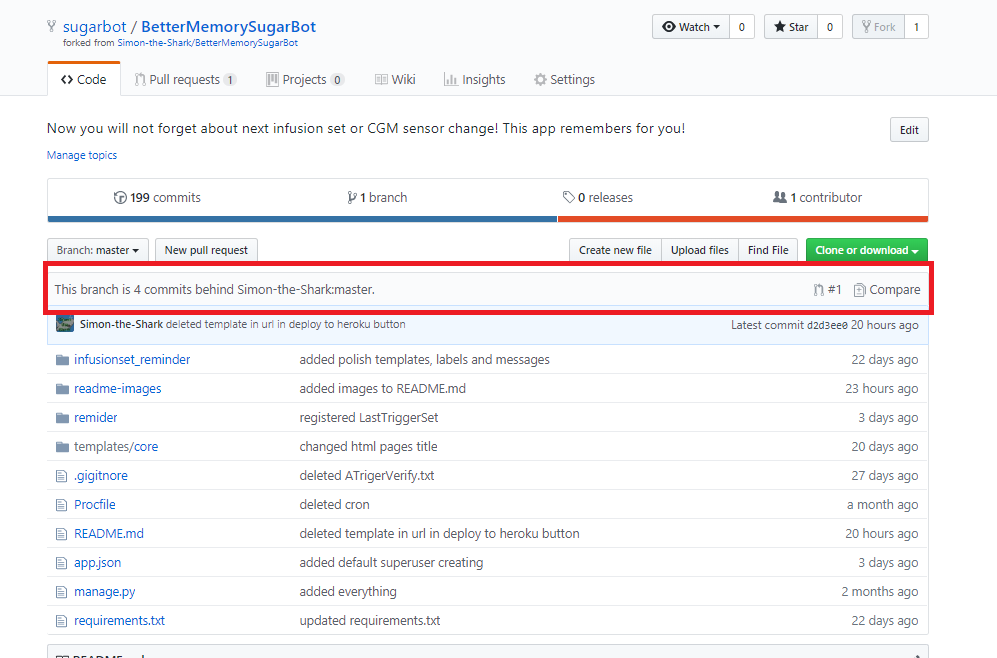 sugarbot / BetterMemorySugarBot Watch 0 Star 0 Fork 1
forked from Simon-the-Shark/BetterMemorySugarBot
Code Pull requests 1 Projects 0 Wiki Insights Settings
Now you will not forget about next infusion set or CGM sensor change! This app remembers for you! Edit
Manage topics
199 commits 1 branch 0 releases 1 contributor
Branch: master New pull request Create new file Upload files Find File Clone or download
This branch is 4 commits behind Simon-the-Shark:master. #1 Compare
Simon-the-Shark deleted template in url in deploy to heroku button Latest commit d2d3ee0 20 hours ago
infusionset_reminder added polish templates, labels and messages 22 days ago
readme-images added images to README.md 23 hours ago
remider registered LastTriggerSet 3 days ago
templates/core changed html pages title 20 days ago
.gigitnore deleted ATrigerVerify.txt 27 days ago
Procfile deleted cron a month ago
README.md deleted template in url in deploy to heroku button 20 hours ago
app.json added default superuser creating 3 days ago
manage.py added everything 2 months ago
requirements.txt updated requirements.txt 22 days ago